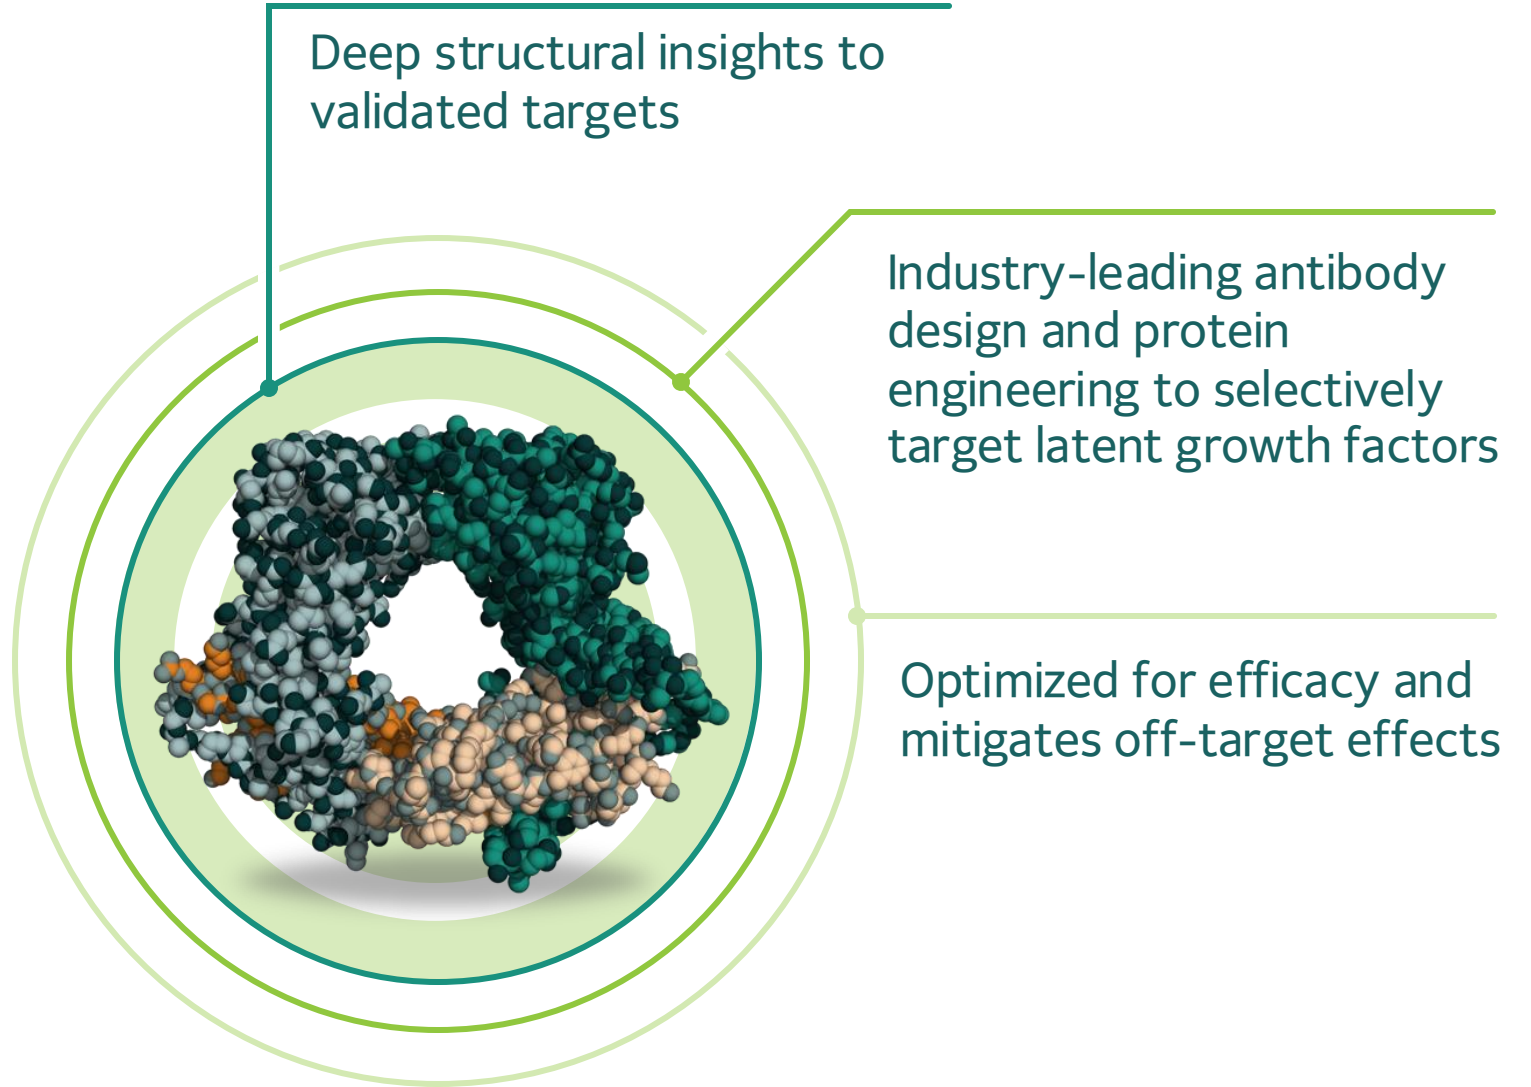 Deep structural insights to
validated targets
Industry-leading antibody
design and protein
engineering to selectively
target latent growth factors
Optimized for efficacy and
mitigates off-target effects